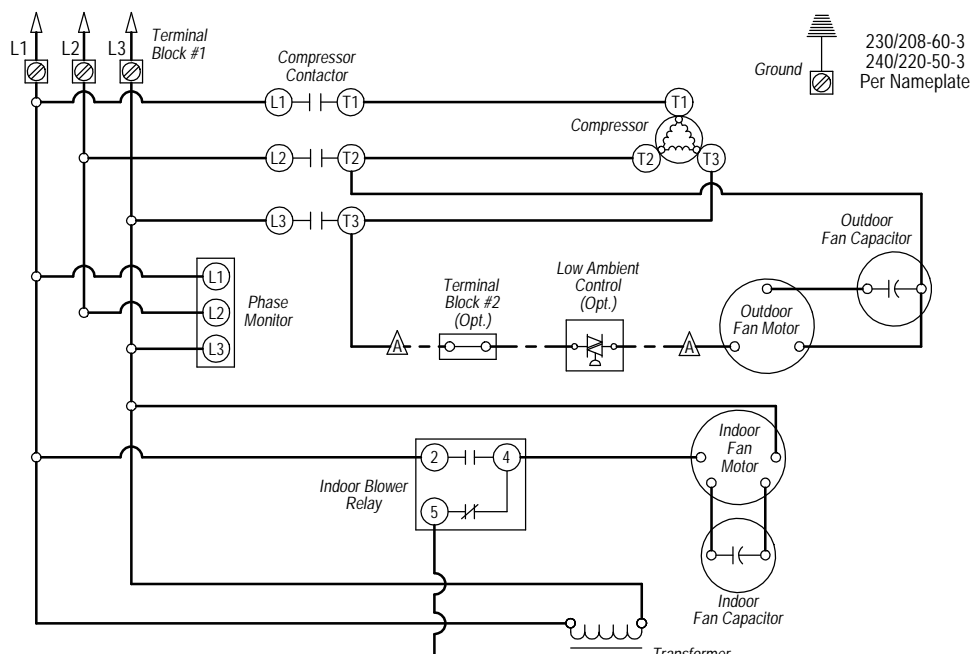 L1
L2
L3
Terminal
Block #1
Ground
230/208-60-3
240/220-50-3
Per Nameplate
Compressor
Contactor
L1
T1
T1
Compressor
L2
T2
T2
T3
L3
T3
Outdoor
Fan Capacitor
L1
L2
L3
Phase
Monitor
Terminal
Block #2
(Opt.)
Low Ambient
Control
(Opt.)
Outdoor
Fan Motor
A
A
Indoor
Fan
Motor
2
4
Indoor Blower
Relay
5
Indoor
Fan Capacitor
Transformer